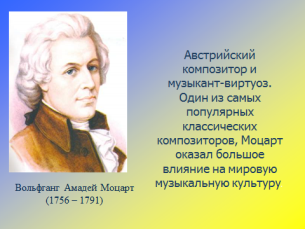 Австрийский
композитор и
музыкант-виртуоз.
Один из самых
популярных
классических
композиторов, Моцарт
оказал большое
влияние на мировую
музыкальную культуру
Вольфганг Амадей Моцарт
(1756 – 1791)